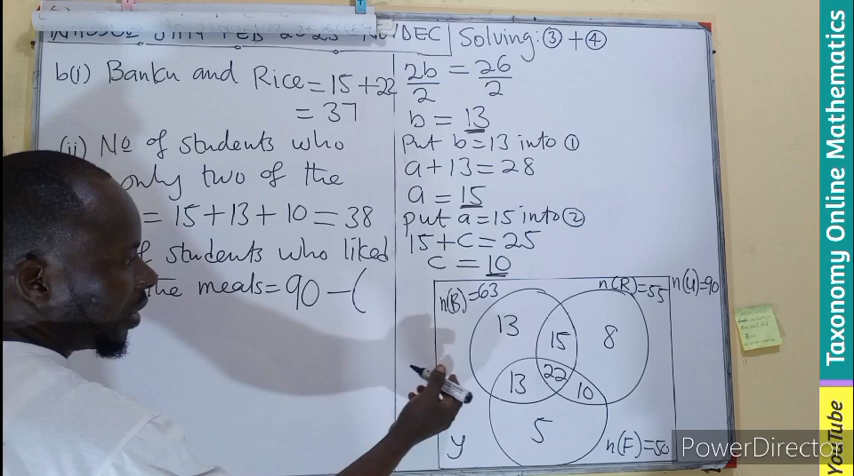 DEC
b(i) Banku and Rice = 15 + 22
= 37
(ii) Nº of students who
only two of the
= 15 + 13 + 10 = 38
f students who liked
the meals = 90 - (
Solving: ③ + ④
2b/2 = 26/2
b = 13
Put b = 13 into ①
a + 13 = 28
a = 15
put a = 15 into ②
15 + c = 25
c = 10
n(B) = 63
n(R) = 55
n(U) = 90
13
15
8
22
13
10
5
y
n(F) = 50
PowerDirector
Taxonomy Online Mathematics
YouTube